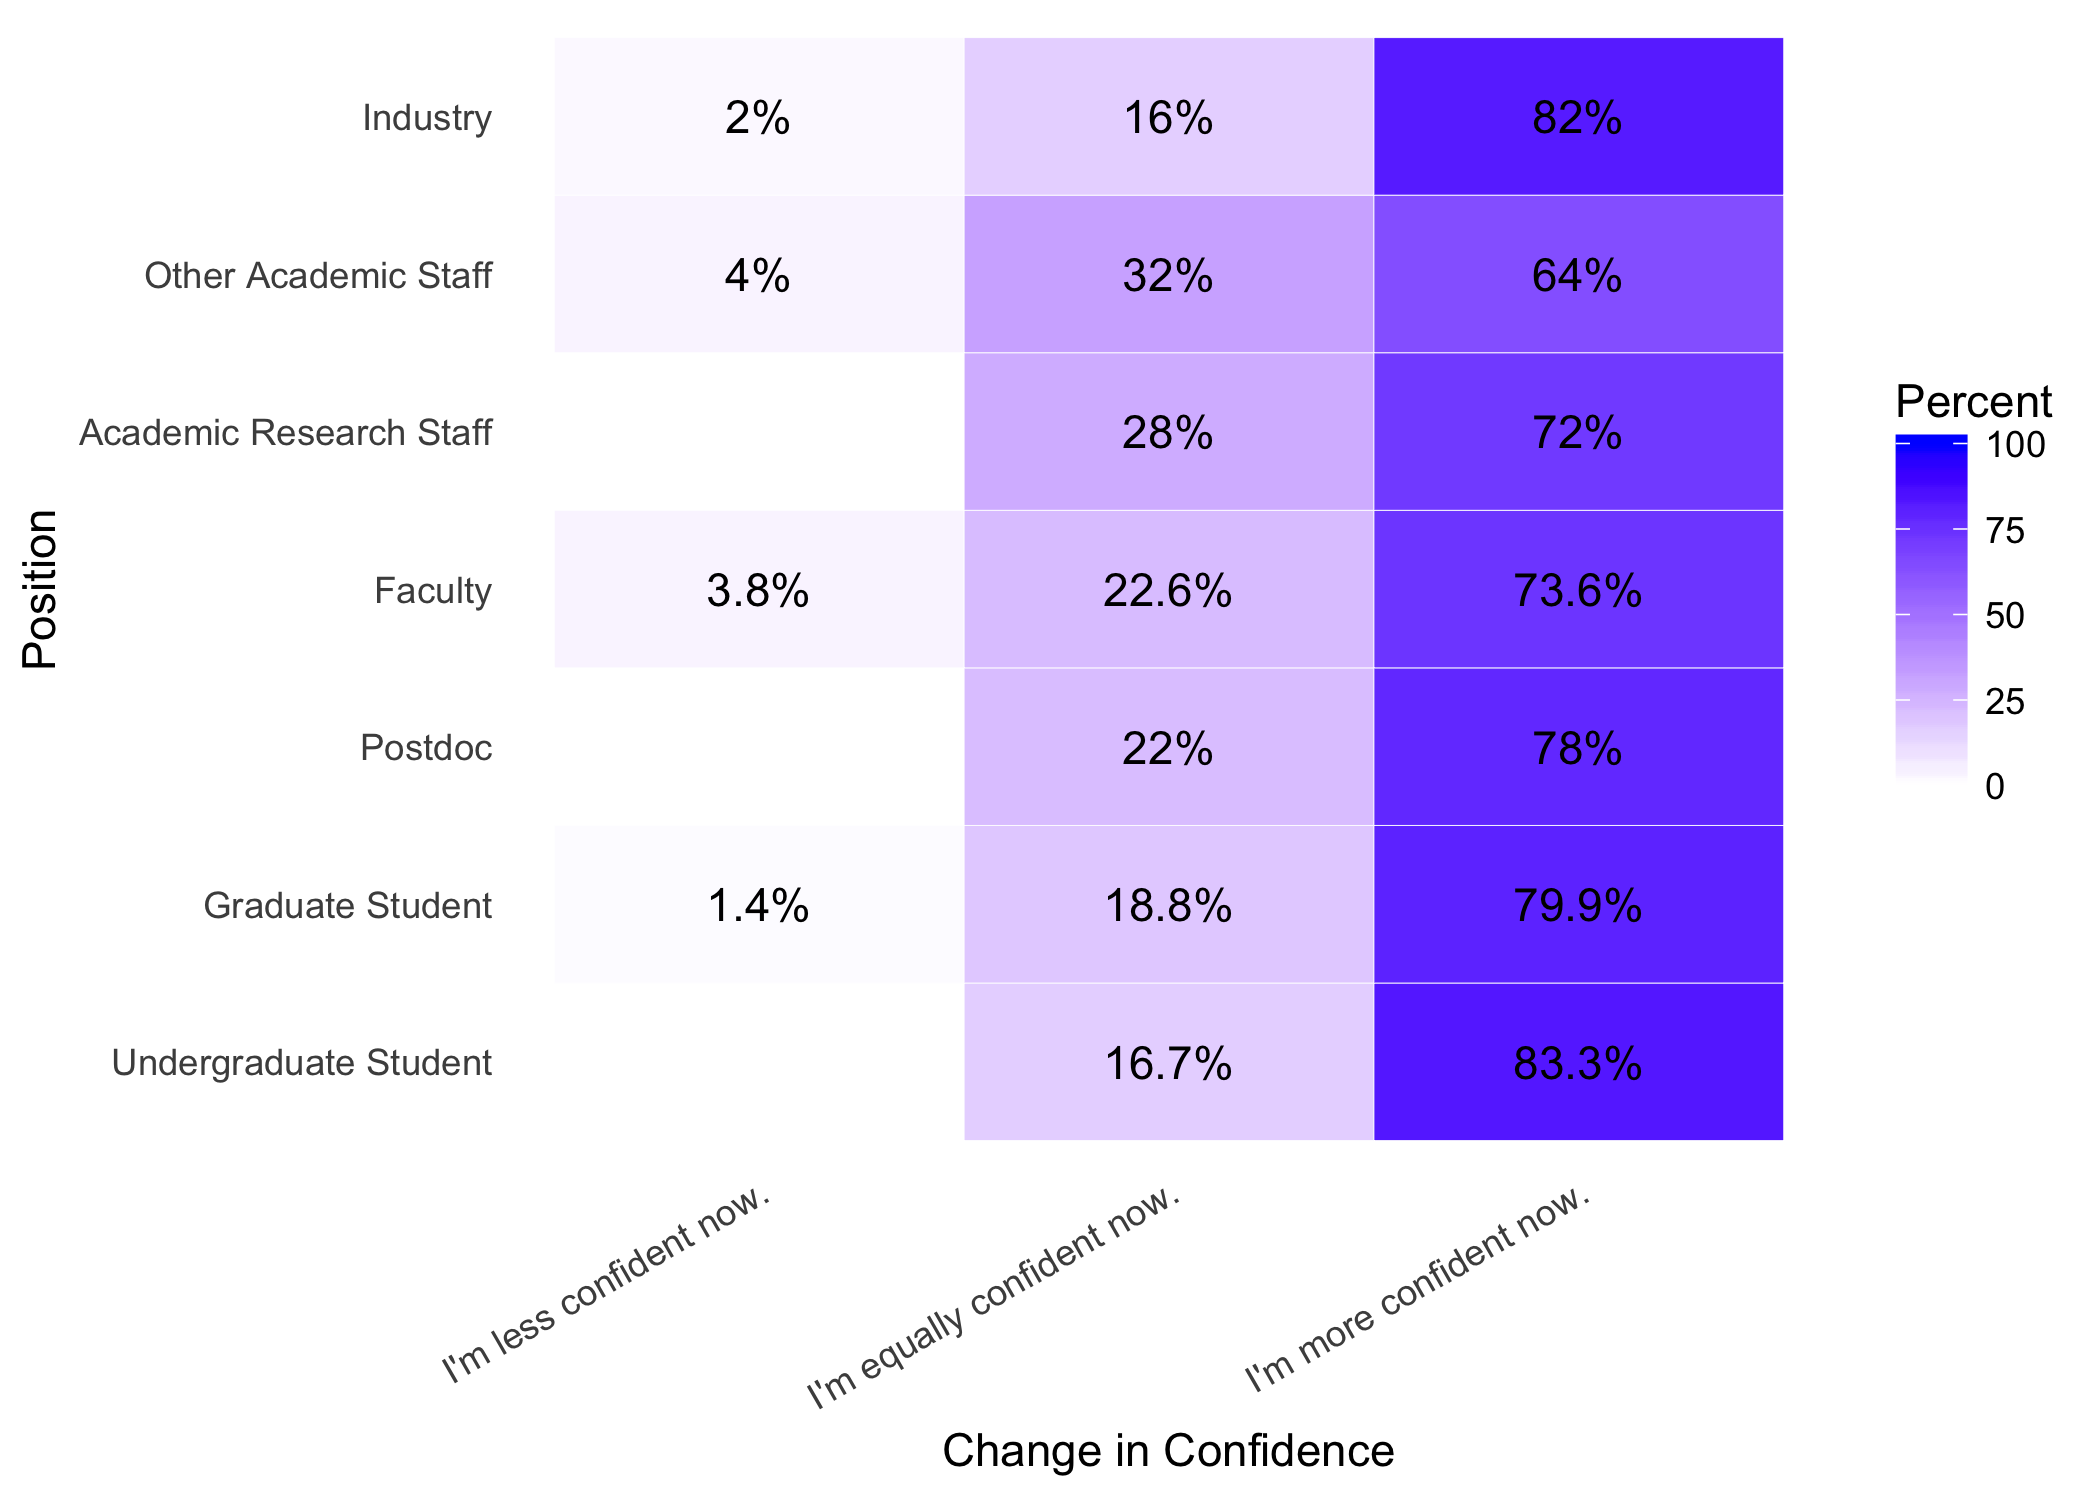 Industry 2% 16% 82%
Other Academic Staff 4% 32% 64%
Academic Research Staff 28% 72%
Faculty 3.8% 22.6% 73.6%
Postdoc 22% 78%
Graduate Student 1.4% 18.8% 79.9%
Undergraduate Student 16.7% 83.3%
Position
I'm less confident now.
I'm equally confident now.
I'm more confident now.
Change in Confidence
Percent
100
75
50
25
0